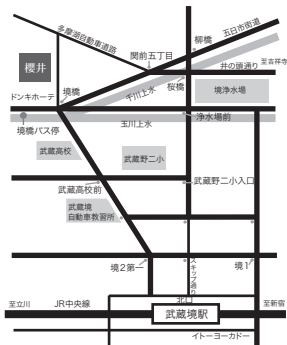 多摩湖自動車道路
柳橋
五日市街道
関前五丁目
櫻井
井の頭通り
至吉祥寺
桜橋
境橋
千川上水
境浄水場
ドンキホーテ
玉川上水
浄水場前
境橋バス停
武蔵高校
武蔵野二小
武蔵高校前
武蔵野二小入口
武蔵境
自動車教習所
境2第一
スキップ通り
境1
北口
至立川
JR中央線
武蔵境駅
至新宿
イトーヨーカドー